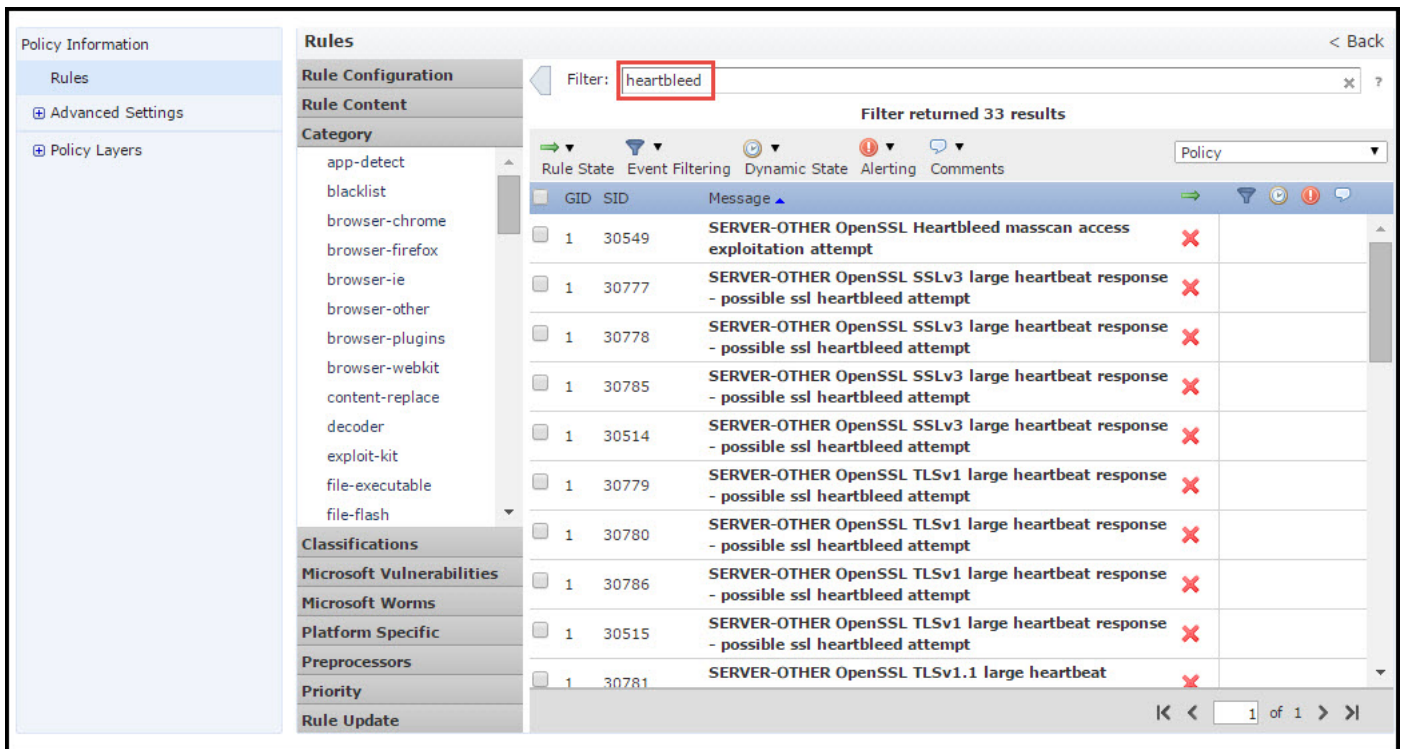 Policy Information
Rules
Advanced Settings
Policy Layers
Rules
< Back
Rule Configuration
Rule Content
Category
app-detect
blacklist
browser-chrome
browser-firefox
browser-ie
browser-other
browser-plugins
browser-webkit
content-replace
decoder
exploit-kit
file-executable
file-flash
Classifications
Microsoft Vulnerabilities
Microsoft Worms
Platform Specific
Preprocessors
Priority
Rule Update
Filter: heartbleed ?
Filter returned 33 results
Rule State Event Filtering Dynamic State Alerting Comments
Policy
GID SID Message
1 30549 SERVER-OTHER OpenSSL Heartbleed masscan access
exploitation attempt
1 30777 SERVER-OTHER OpenSSL SSLv3 large heartbeat response
- possible ssl heartbleed attempt
1 30778 SERVER-OTHER OpenSSL SSLv3 large heartbeat response
- possible ssl heartbleed attempt
1 30785 SERVER-OTHER OpenSSL SSLv3 large heartbeat response
- possible ssl heartbleed attempt
1 30514 SERVER-OTHER OpenSSL SSLv3 large heartbeat response
- possible ssl heartbleed attempt
1 30779 SERVER-OTHER OpenSSL TLSv1 large heartbeat response
- possible ssl heartbleed attempt
1 30780 SERVER-OTHER OpenSSL TLSv1 large heartbeat response
- possible ssl heartbleed attempt
1 30786 SERVER-OTHER OpenSSL TLSv1 large heartbeat response
- possible ssl heartbleed attempt
1 30515 SERVER-OTHER OpenSSL TLSv1 large heartbeat response
- possible ssl heartbleed attempt
1 30781 SERVER-OTHER OpenSSL TLSv1.1 large heartbeat
1 of 1